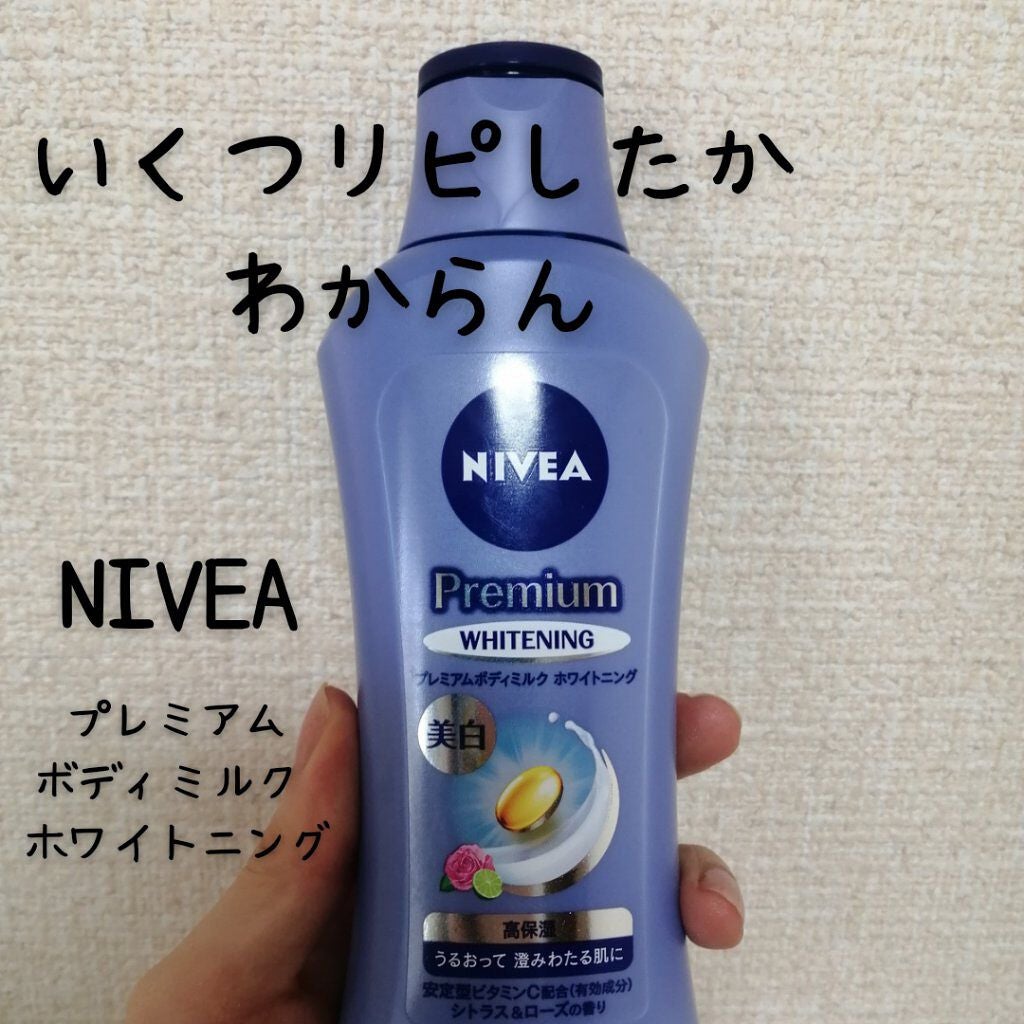 いくつリピしたか
わからん
NIVEA
Premium
WHITENING
プレミアムボディミルク ホワイトニング
美白
高保湿
うるおって 澄みわたる肌に
安定型ビタミンC配合(有効成分)
シトラス&ローズの香り
NIVEA
プレミアム
ボディミルク
ホワイトニング